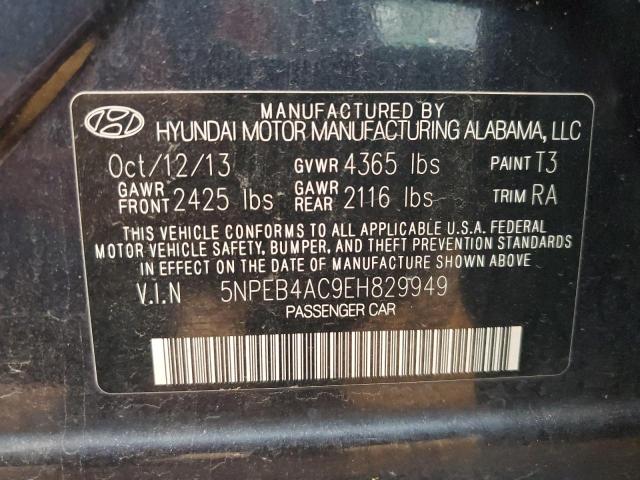 MANUFACTURED BY
HYUNDAI MOTOR MANUFACTURING ALABAMA, LLC
Oct/12/13 GVWR 4365 lbs PAINT T3
GAWR FRONT 2425 lbs GAWR REAR 2116 lbs TRIM RA
THIS VEHICLE CONFORMS TO ALL APPLICABLE U.S.A. FEDERAL
MOTOR VEHICLE SAFETY, BUMPER, AND THEFT PREVENTION STANDARDS
IN EFFECT ON THE DATE OF MANUFACTURE SHOWN ABOVE
V.I.N 5NPEB4AC9EH829949
PASSENGER CAR